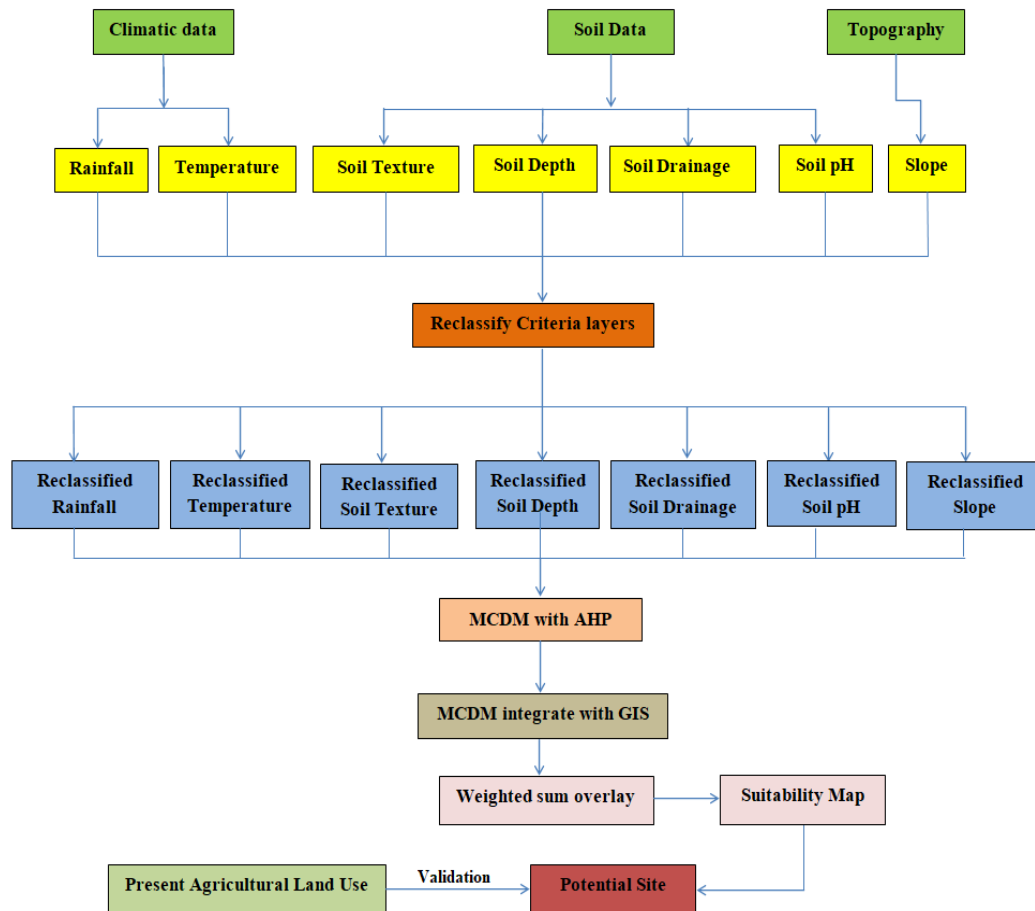 Climatic data
Soil Data
Topography
Rainfall
Temperature
Soil Texture
Soil Depth
Soil Drainage
Soil pH
Slope
Reclassify Criteria layers
Reclassified
Rainfall
Reclassified
Temperature
Reclassified
Soil Texture
Reclassified
Soil Depth
Reclassified
Soil Drainage
Reclassified
Soil pH
Reclassified
Slope
MCDM with AHP
MCDM integrate with GIS
Weighted sum overlay
Suitability Map
Present Agricultural Land Use
Validation
Potential Site